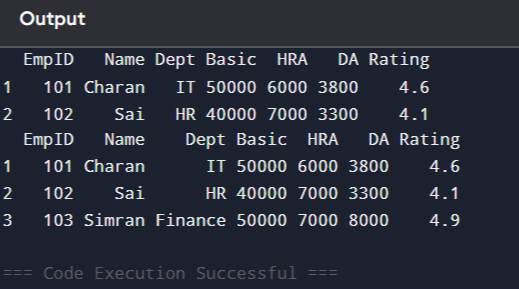 Output
EmpID Name Dept Basic HRA DA Rating
1 101 Charan IT 50000 6000 3800 4.6
2 102 Sai HR 40000 7000 3300 4.1
EmpID Name Dept Basic HRA DA Rating
1 101 Charan IT 50000 6000 3800 4.6
2 102 Sai HR 40000 7000 3300 4.1
3 103 Simran Finance 50000 7000 8000 4.9
=== Code Execution Successful ===